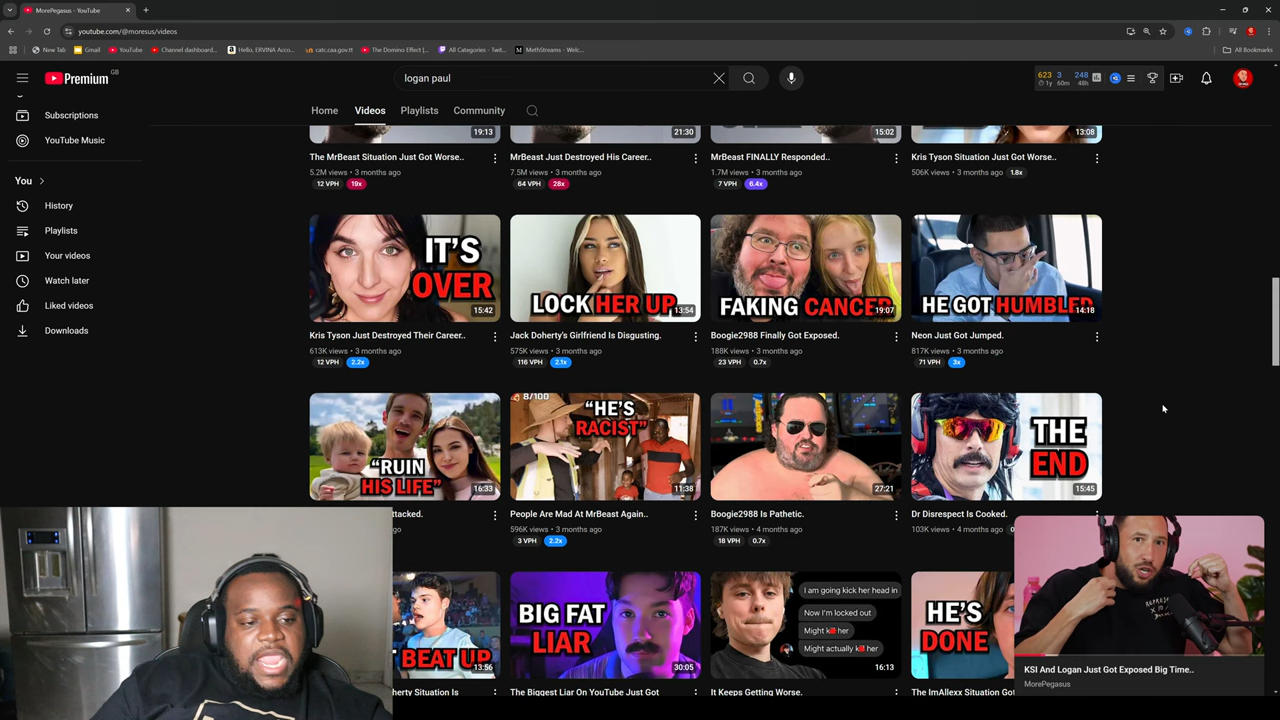 MorePegasus - YouTube
youtube.com/@moresus/videos
New Tab
Gmail
YouTube
Channel dashboard...
Hello, ERVINA Acco...
catc.caa.gov.tt
The Domino Effect |...
All Categories - Twit...
MethStreams - Welc...
All Bookmarks
Premium GB
logan paul
623 3 248
1y 60m 48h
Home Videos Playlists Community
Subscriptions
YouTube Music
You
History
Playlists
Your videos
Watch later
Liked videos
Downloads
19:13
21:30
15:02
13:08
The MrBeast Situation Just Got Worse..
5.2M views • 3 months ago
12 VPH 19x
MrBeast Just Destroyed His Career..
7.5M views • 3 months ago
64 VPH 28x
MrBeast FINALLY Responded..
1.7M views • 3 months ago
7 VPH 6.4x
Kris Tyson Situation Just Got Worse..
506K views • 3 months ago 1.8x
IT'S
OVER
15:42
Kris Tyson Just Destroyed Their Career..
613K views • 3 months ago
12 VPH 2.2x
LOCK HER UP
13:54
Jack Doherty's Girlfriend Is Disgusting.
575K views • 3 months ago
116 VPH 2.1x
FAKING CANCER
19:07
Boogie2988 Finally Got Exposed.
188K views • 3 months ago
23 VPH 0.7x
HE GOT HUMBLED
14:18
Neon Just Got Jumped.
817K views • 3 months ago
71 VPH 3x
"RUIN
HIS LIFE"
16:33
ttacked.
8/100
"HE'S
RACIST"
11:38
People Are Mad At MrBeast Again..
596K views • 3 months ago
3 VPH 2.2x
27:21
Boogie2988 Is Pathetic.
187K views • 4 months ago
18 VPH 0.7x
THE
END
15:45
Dr Disrespect Is Cooked.
103K views • 4 months ago
BEAT UP
13:56
herty Situation Is
BIG FAT
LIAR
30:05
The Biggest Liar On YouTube Just Got
I am going kick her head in
Now I'm locked out
Might k ll her
Might actually k ll her
16:13
It Keeps Getting Worse.
HE'S
DONE
The ImAllexx Situation Got
KSI And Logan Just Got Exposed Big Time..
MorePegasus